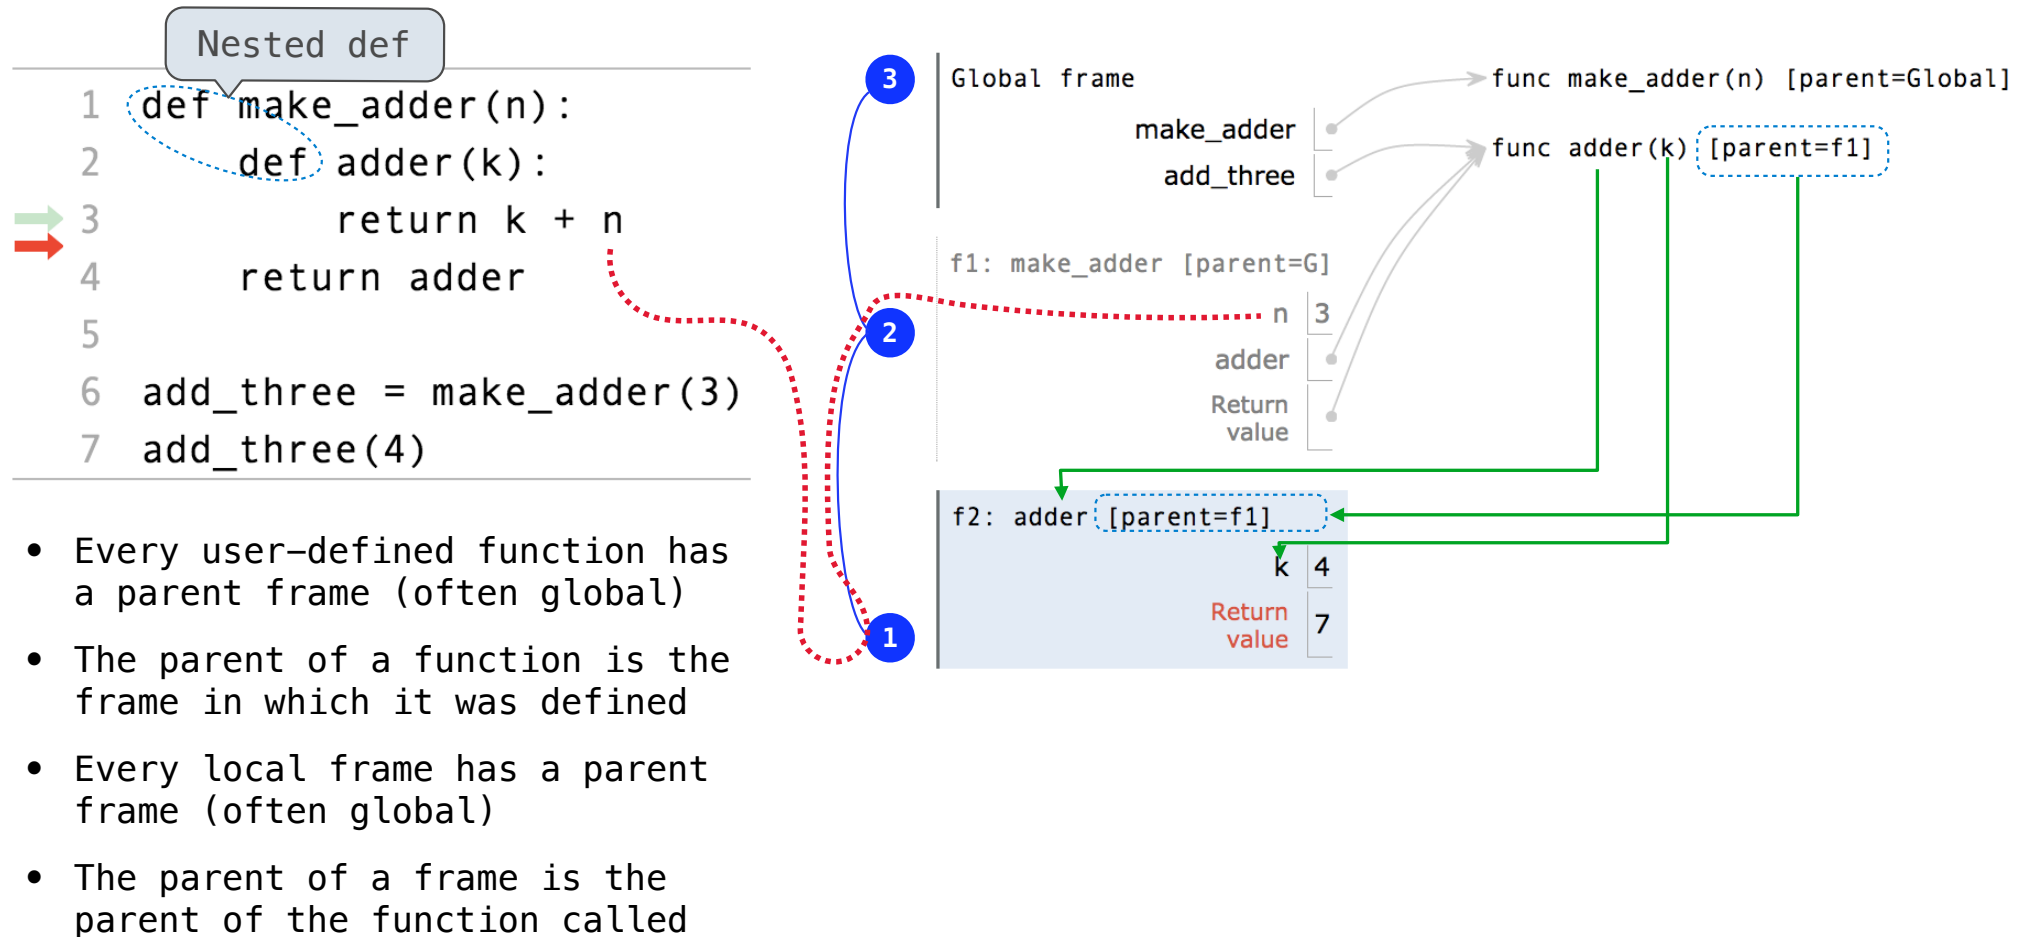 Nested def
1 def make_adder(n):
2 def adder(k):
3 return k + n
4 return adder
5
6 add_three = make_adder(3)
7 add_three(4)
• Every user–defined function has
a parent frame (often global)
• The parent of a function is the
frame in which it was defined
• Every local frame has a parent
frame (often global)
• The parent of a frame is the
parent of the function called
3
Global frame
make_adder
add_three
func make_adder(n) [parent=Global]
func adder(k) [parent=f1]
2
f1: make_adder [parent=G]
n 3
adder
Return
value
1
f2: adder [parent=f1]
k 4
Return
value 7